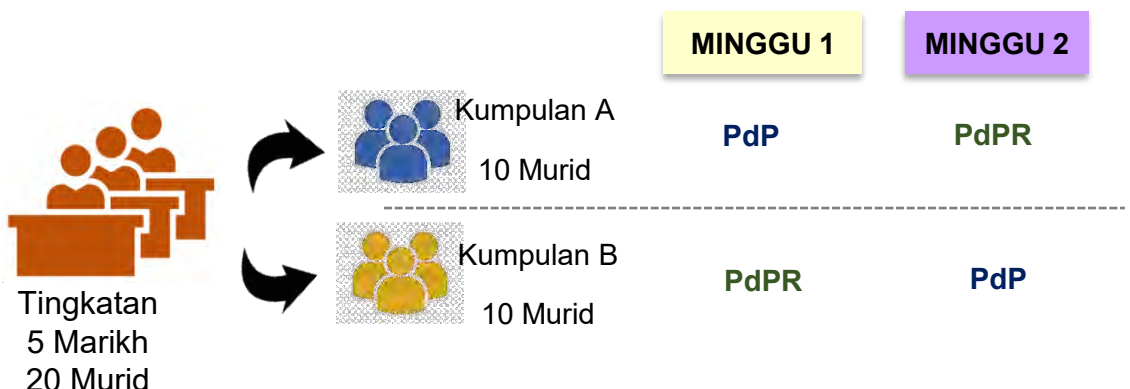 MINGGU 1
MINGGU 2
Kumpulan A
10 Murid
PdP
PdPR
Kumpulan B
10 Murid
PdPR
PdP
Tingkatan
5 Marikh
20 Murid